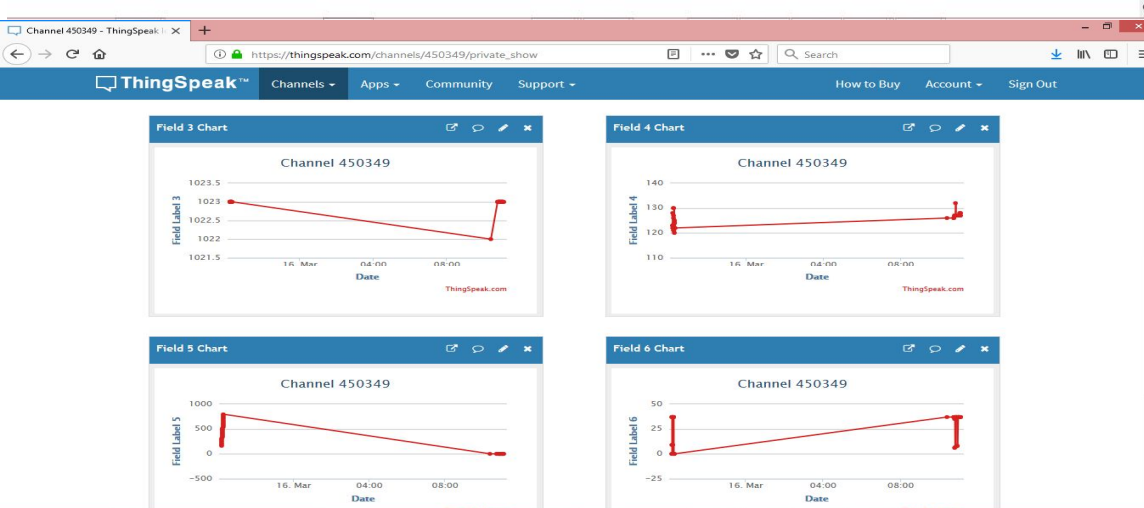 Channel 450349 - ThingSpeak
https://thingspeak.com/channels/450349/private_show
Search
ThingSpeak™ Channels Apps Community Support How to Buy Account Sign Out
Field 3 Chart
Channel 450349
Field Label 3
1023.5
1023
1022.5
1022
1021.5
16. Mar 04:00 08:00
Date
ThingSpeak.com
Field 4 Chart
Channel 450349
Field Label 4
140
130
120
110
16. Mar 04:00 08:00
Date
ThingSpeak.com
Field 5 Chart
Channel 450349
Field Label 5
1000
500
0
-500
16. Mar 04:00 08:00
Date
Field 6 Chart
Channel 450349
Field Label 6
50
25
0
-25
16. Mar 04:00 08:00
Date